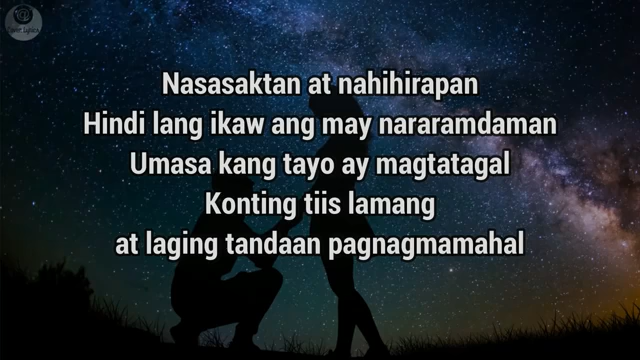 Nasasaktan at nahihirapan
Hindi lang ikaw ang may nararamdaman
Umasa kang tayo ay magtatagal
Konting tiis lamang
at laging tandaan pagnagmamahal